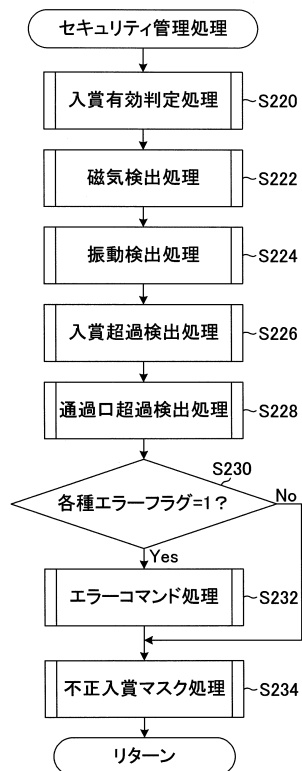 セキュリティ管理処理
入賞有効判定処理
S220
磁気検出処理
S222
振動検出処理
S224
入賞超過検出処理
S226
通過口超過検出処理
S228
S230
各種エラーフラグ=1？
No
Yes
エラーコマンド処理
S232
不正入賞マスク処理
S234
リターン